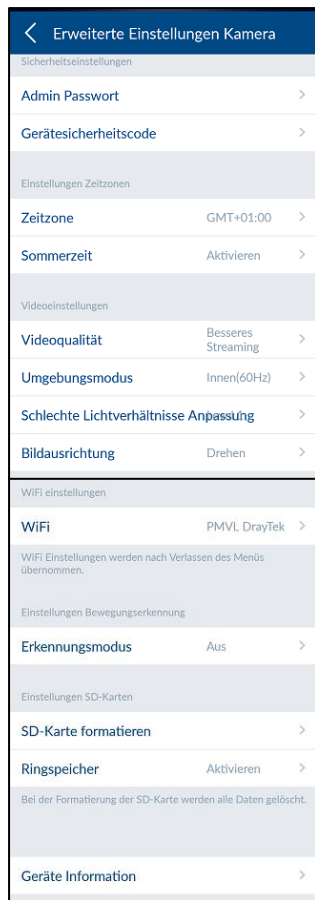 Erweiterte Einstellungen Kamera
Sicherheitseinstellungen
Admin Passwort
Gerätesicherheitscode
Einstellungen Zeitzonen
Zeitzone GMT+01:00
Sommerzeit Aktivieren
Videoeinstellungen
Videoqualität Besseres
Streaming
Umgebungsmodus Innen(60Hz)
Schlechte Lichtverhältnisse Anpassung
Bildausrichtung Drehen
WiFi einstellungen
WiFi PMVL DrayTek
WiFi Einstellungen werden nach Verlassen des Menüs
übernommen.
Einstellungen Bewegungserkennung
Erkennungsmodus Aus
Einstellungen SD-Karten
SD-Karte formatieren
Ringspeicher Aktivieren
Bei der Formatierung der SD-Karte werden alle Daten gelöscht.
Geräte Information